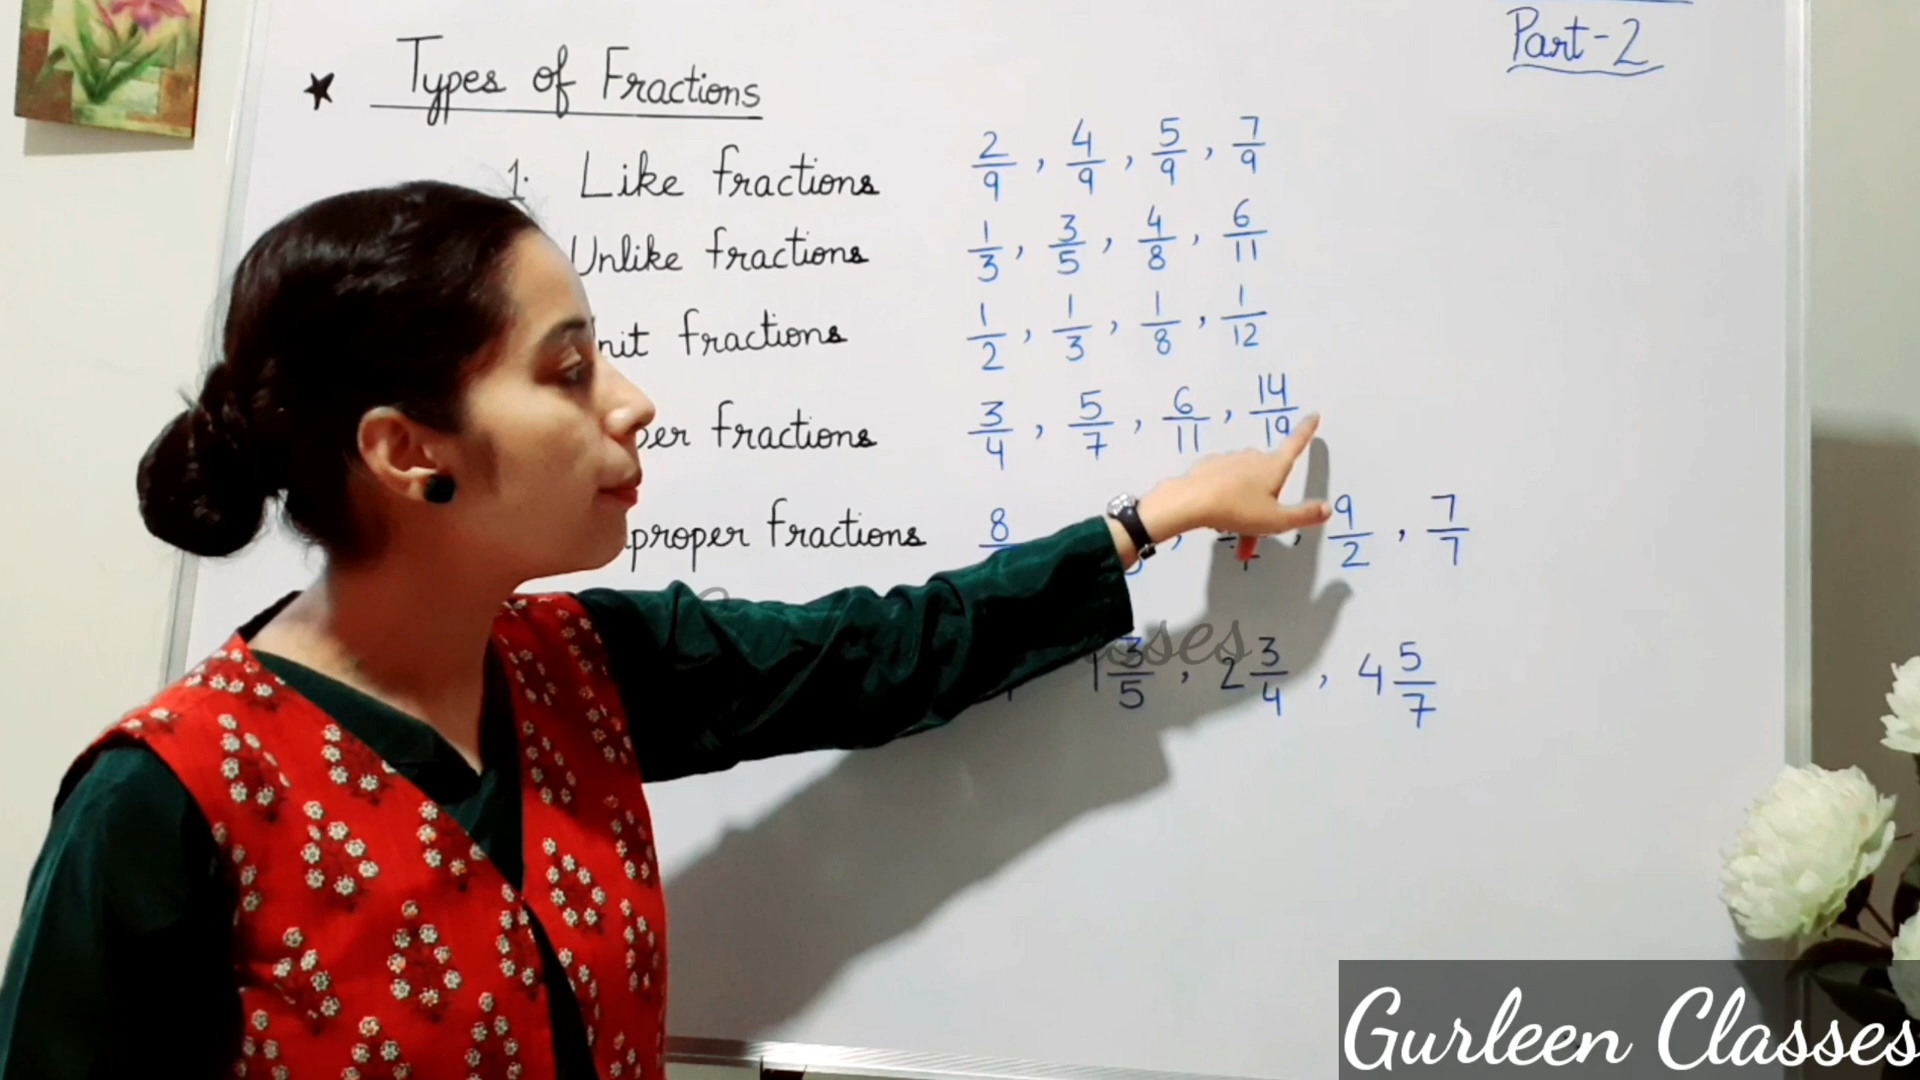 Part-2
★ Types of Fractions
1. Like fractions 2/9, 4/9, 5/9, 7/9
Unlike fractions 1/3, 3/5, 4/8, 6/11
fractions 1/2, 1/3, 1/8, 1/12
fractions 3/4, 5/7, 6/11, 14/19
fractions 8 9/2, 7/7
1 3/5, 2 3/4, 4 5/7
Gurleen Classes